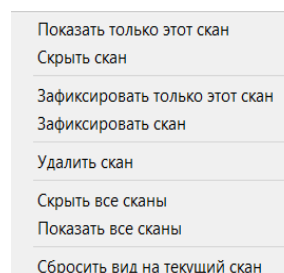 Показать только этот скан
Скрыть скан
Зафиксировать только этот скан
Зафиксировать скан
Удалить скан
Скрыть все сканы
Показать все сканы
Сбросить вид на текущий скан